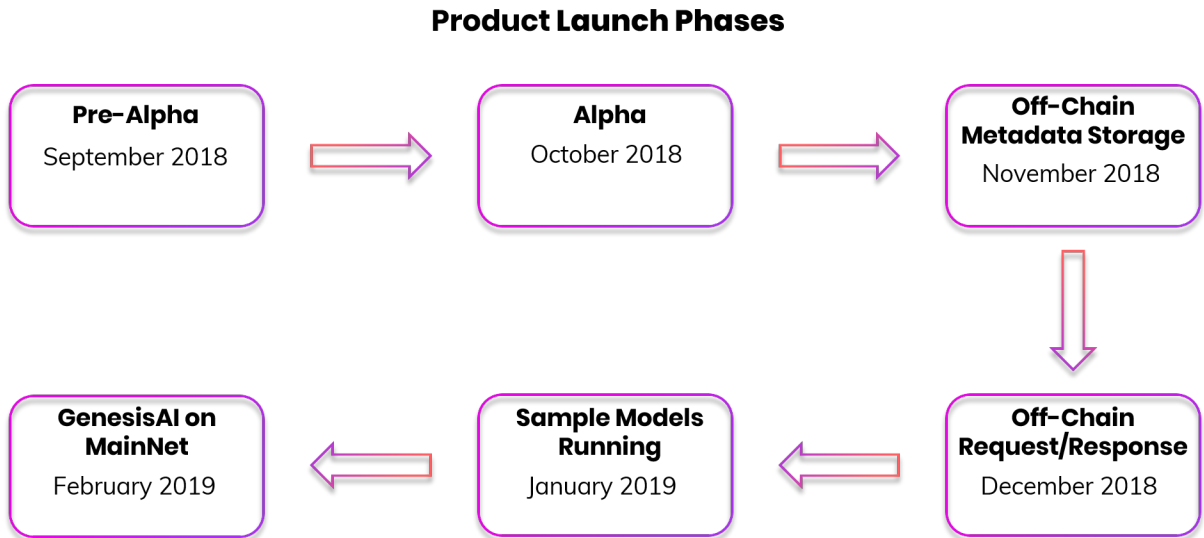 Product Launch Phases
Pre-Alpha
September 2018
Alpha
October 2018
Off-Chain
Metadata Storage
November 2018
Off-Chain
Request/Response
December 2018
Sample Models
Running
January 2019
GenesisAI on
MainNet
February 2019